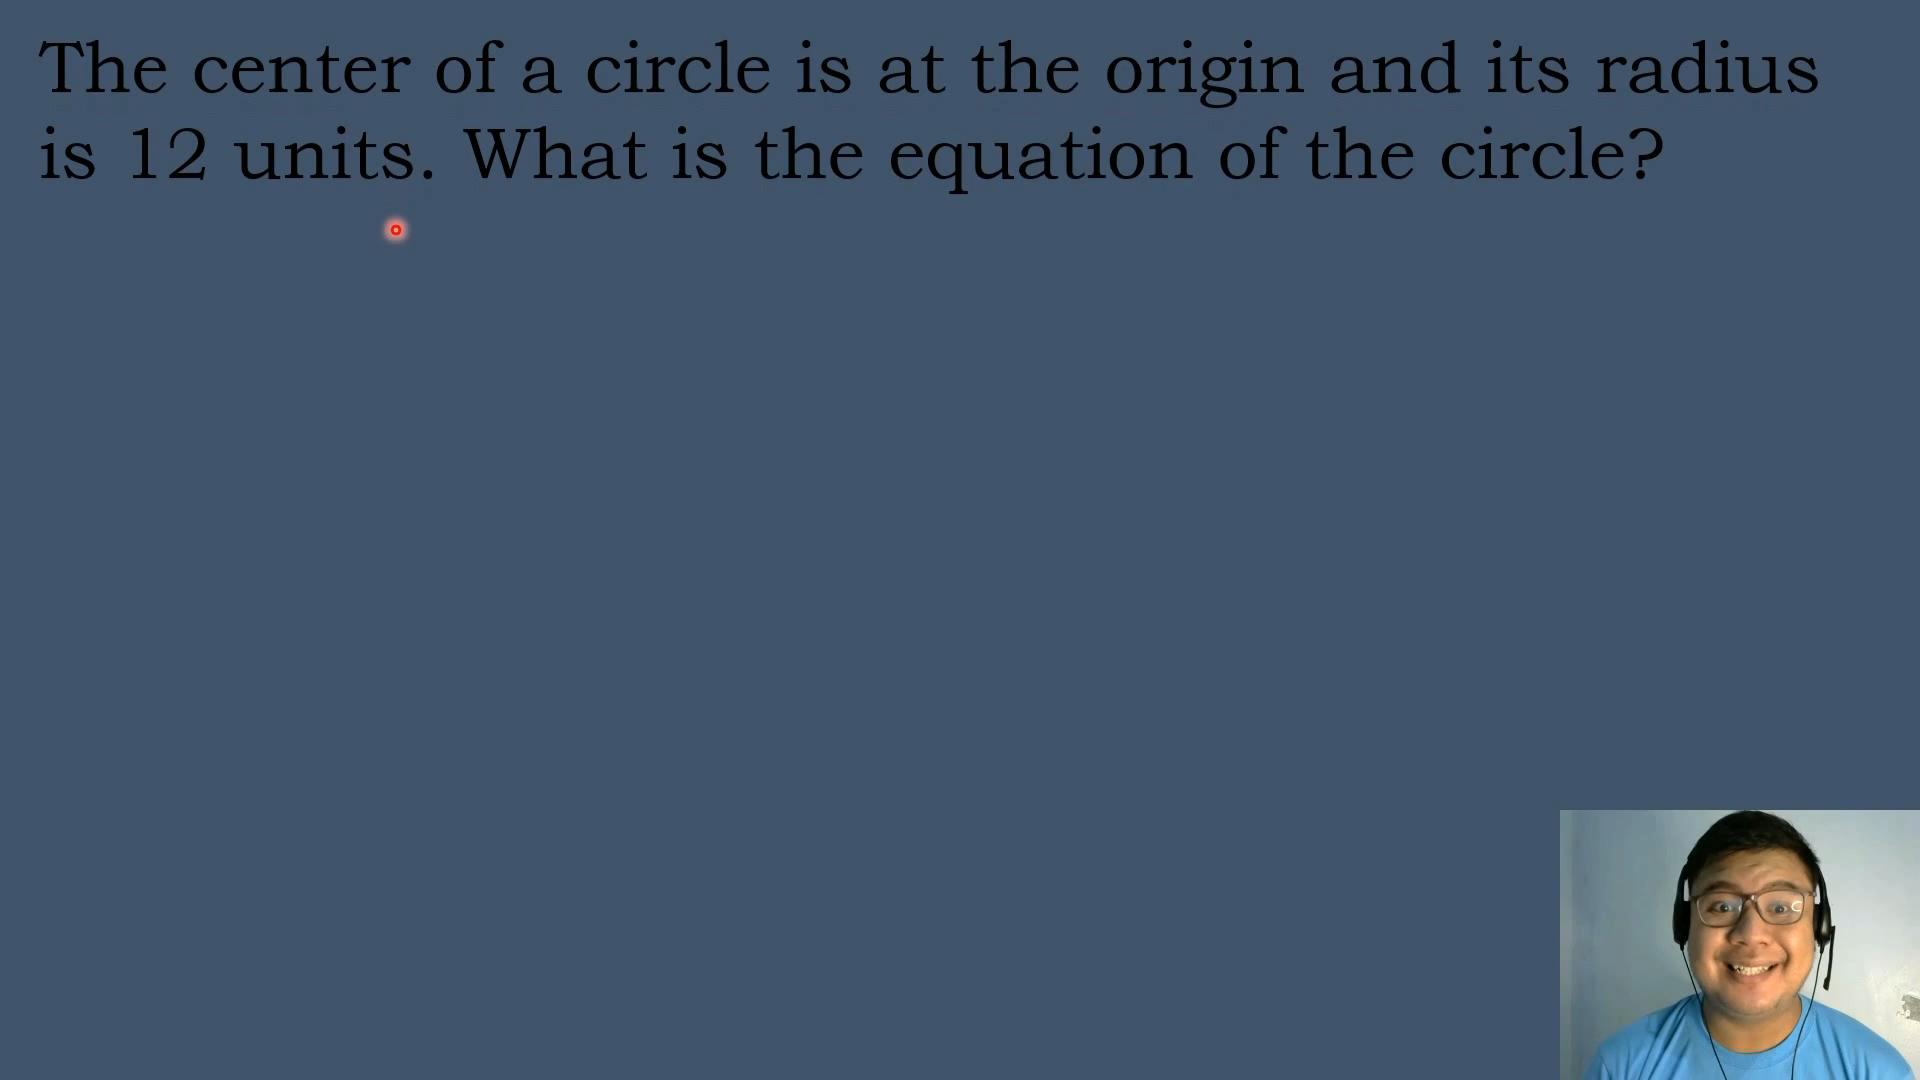 The center of a circle is at the origin and its radius
is 12 units. What is the equation of the circle?